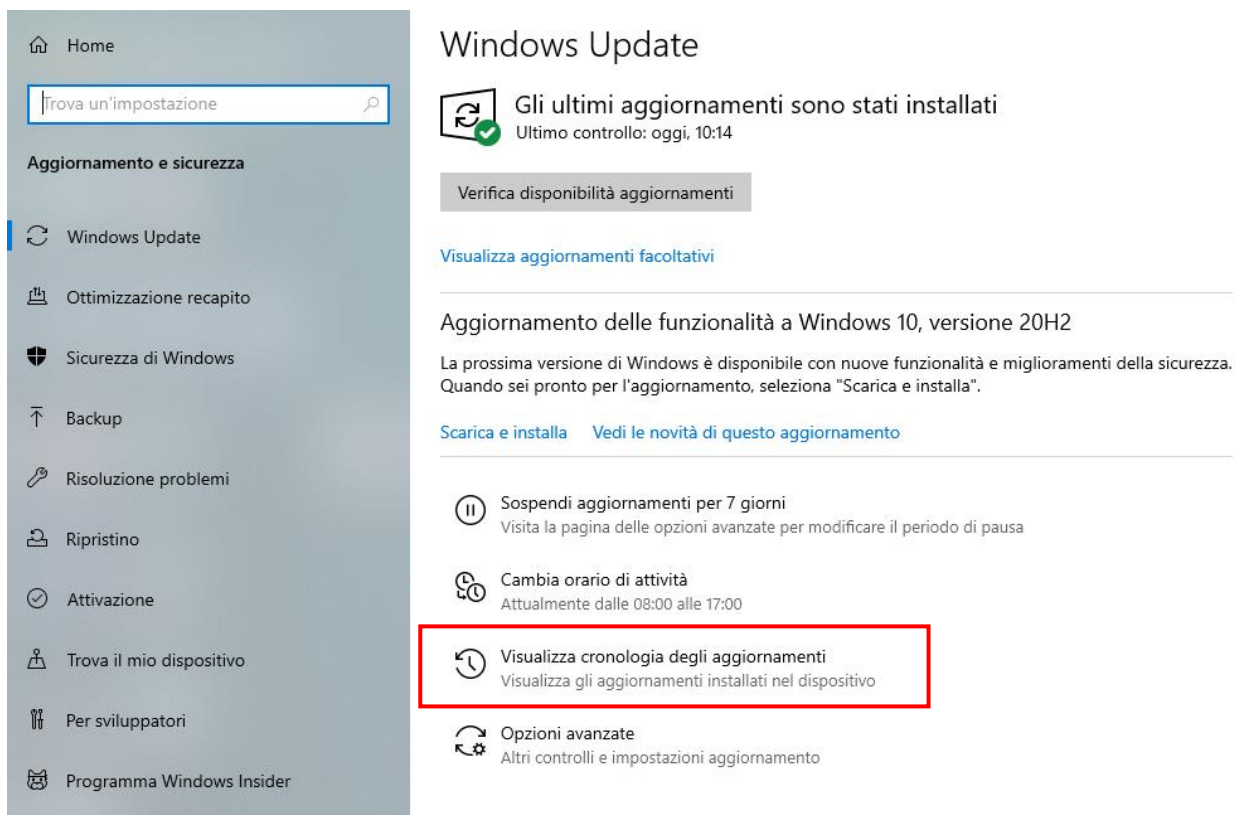 Home
Trova un'impostazione
Aggiornamento e sicurezza
Windows Update
Ottimizzazione recapito
Sicurezza di Windows
Backup
Risoluzione problemi
Ripristino
Attivazione
Trova il mio dispositivo
Per sviluppatori
Programma Windows Insider
Windows Update
Gli ultimi aggiornamenti sono stati installati
Ultimo controllo: oggi, 10:14
Verifica disponibilità aggiornamenti
Visualizza aggiornamenti facoltativi
Aggiornamento delle funzionalità a Windows 10, versione 20H2
La prossima versione di Windows è disponibile con nuove funzionalità e miglioramenti della sicurezza.
Quando sei pronto per l'aggiornamento, seleziona "Scarica e installa".
Scarica e installa Vedi le novità di questo aggiornamento
Sospendi aggiornamenti per 7 giorni
Visita la pagina delle opzioni avanzate per modificare il periodo di pausa
Cambia orario di attività
Attualmente dalle 08:00 alle 17:00
Visualizza cronologia degli aggiornamenti
Visualizza gli aggiornamenti installati nel dispositivo
Opzioni avanzate
Altri controlli e impostazioni aggiornamento